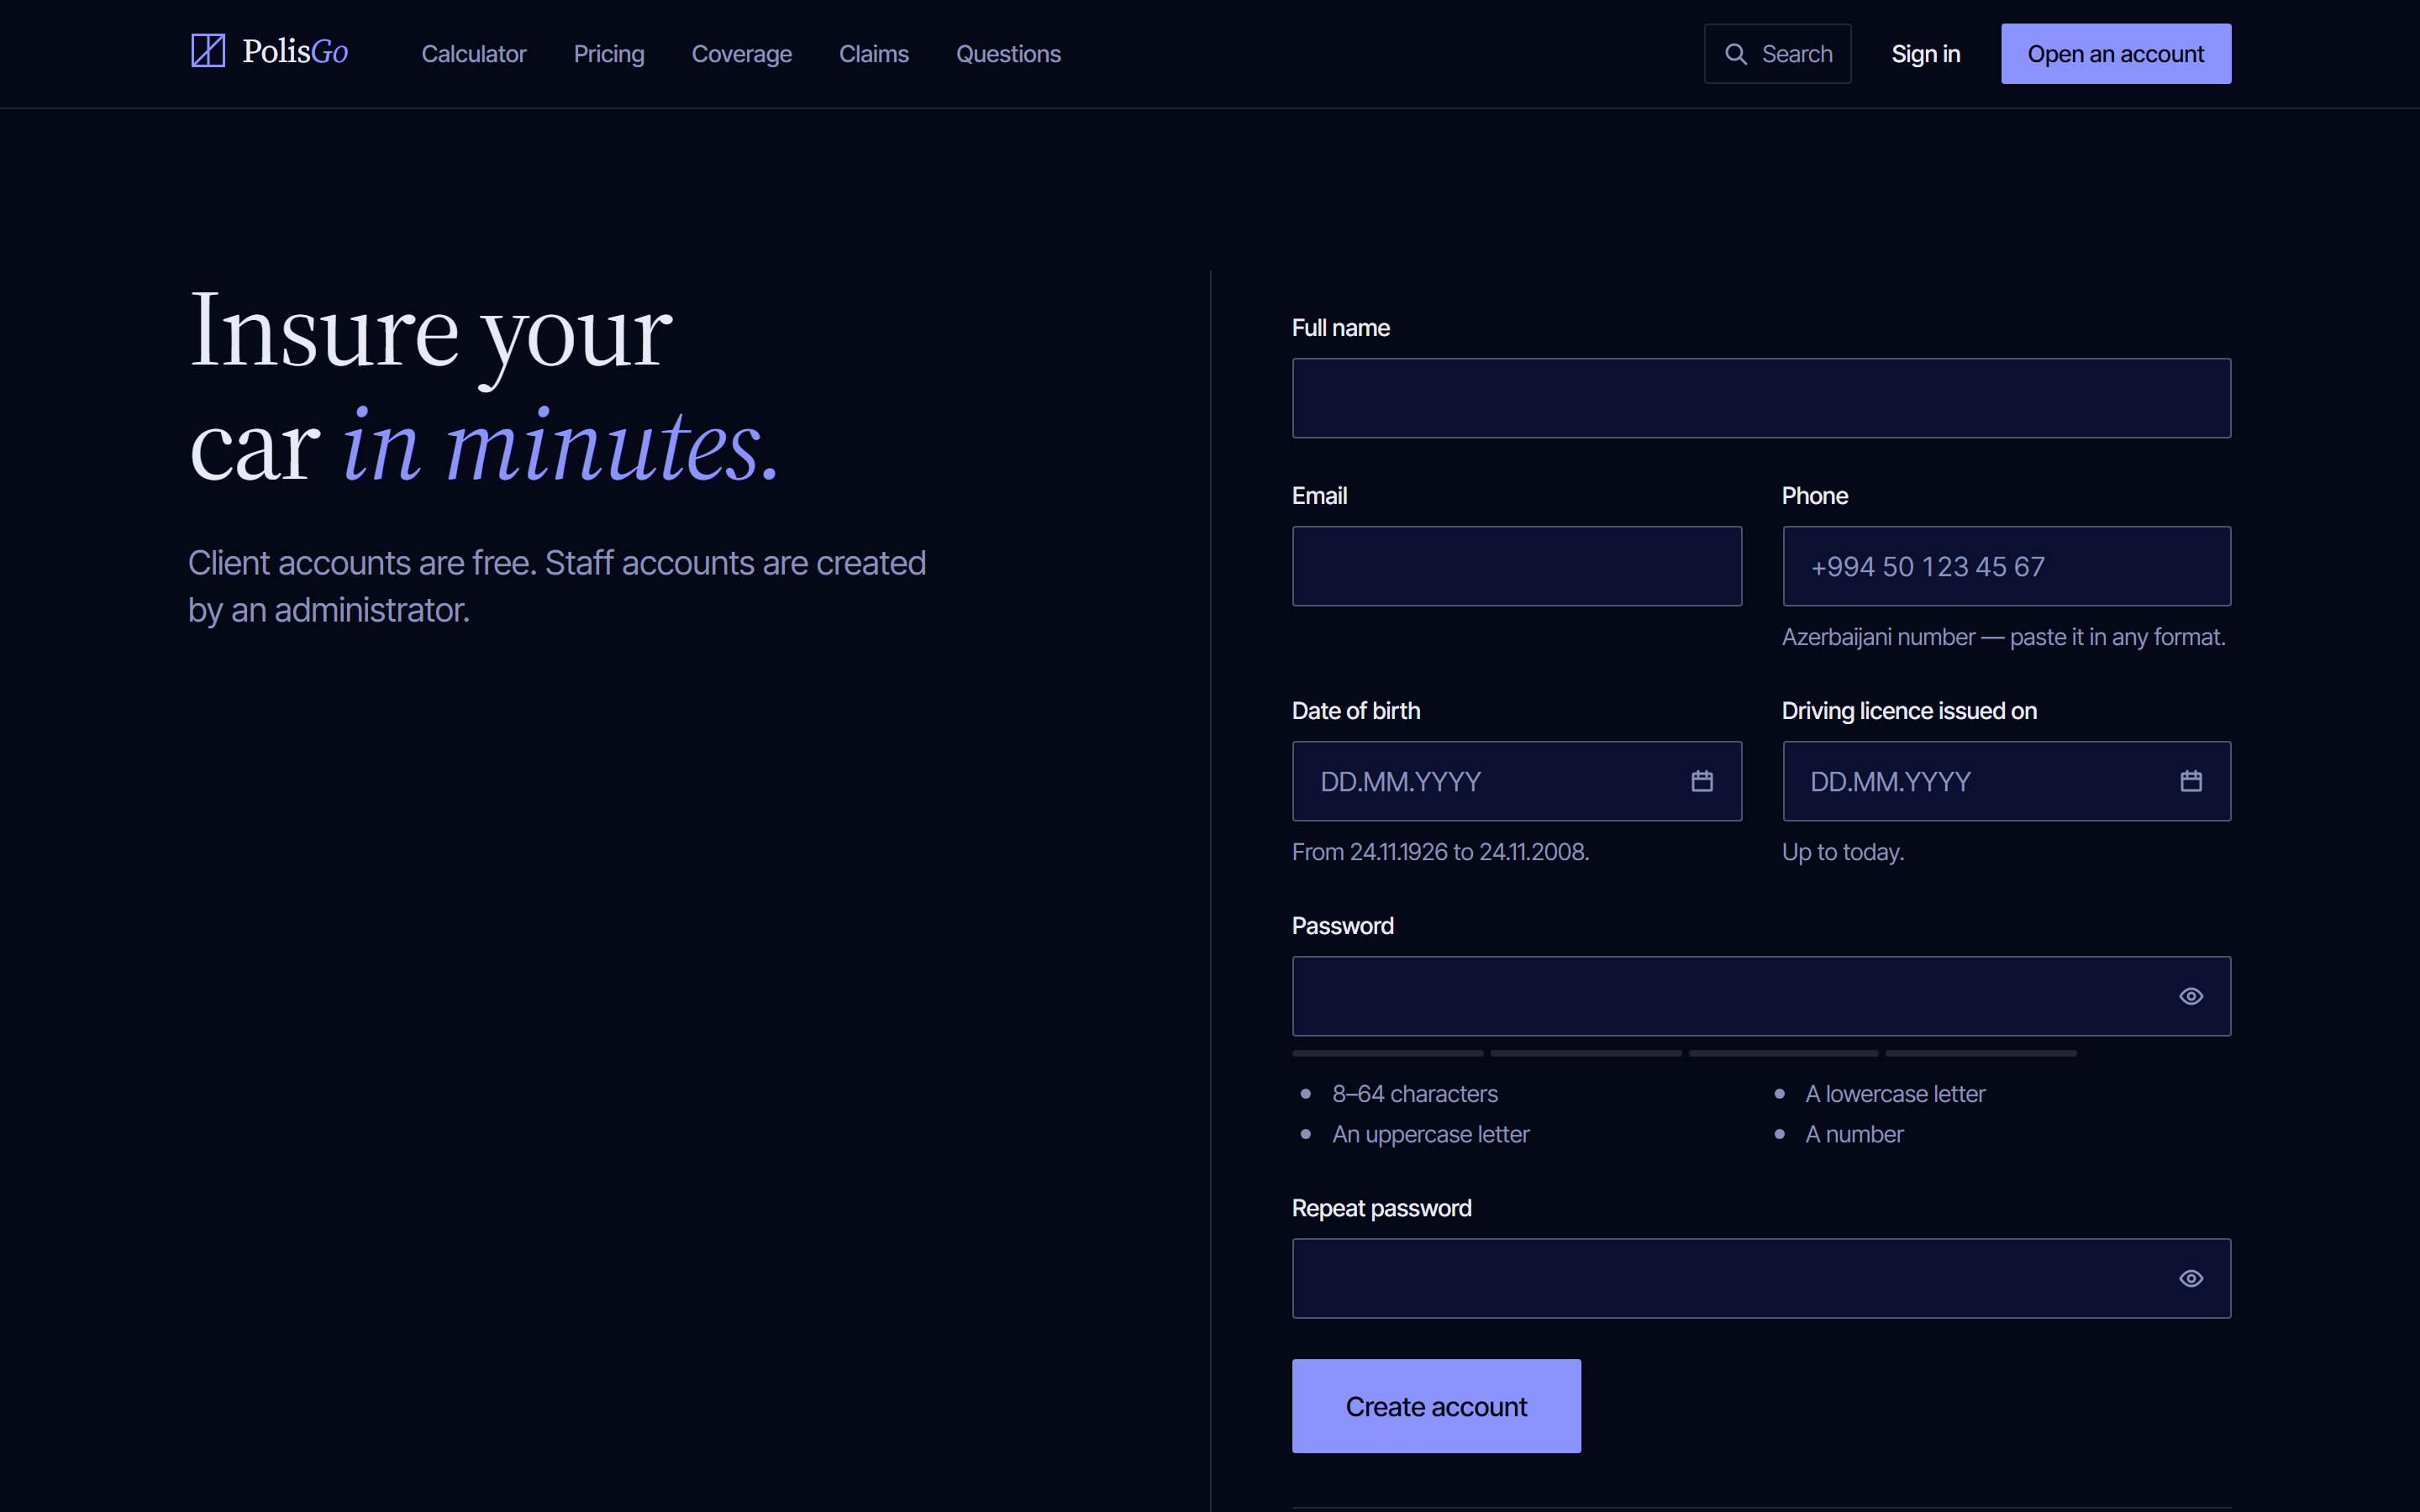 PolisGo
Calculator
Pricing
Coverage
Claims
Questions
Search
Sign in
Open an account
Insure your
car in minutes.
Client accounts are free. Staff accounts are created
by an administrator.
Full name
Email
Phone
+994 50 123 45 67
Azerbaijani number — paste it in any format.
Date of birth
Driving licence issued on
DD.MM.YYYY
DD.MM.YYYY
From 24.11.1926 to 24.11.2008.
Up to today.
Password
8–64 characters
A lowercase letter
An uppercase letter
A number
Repeat password
Create account